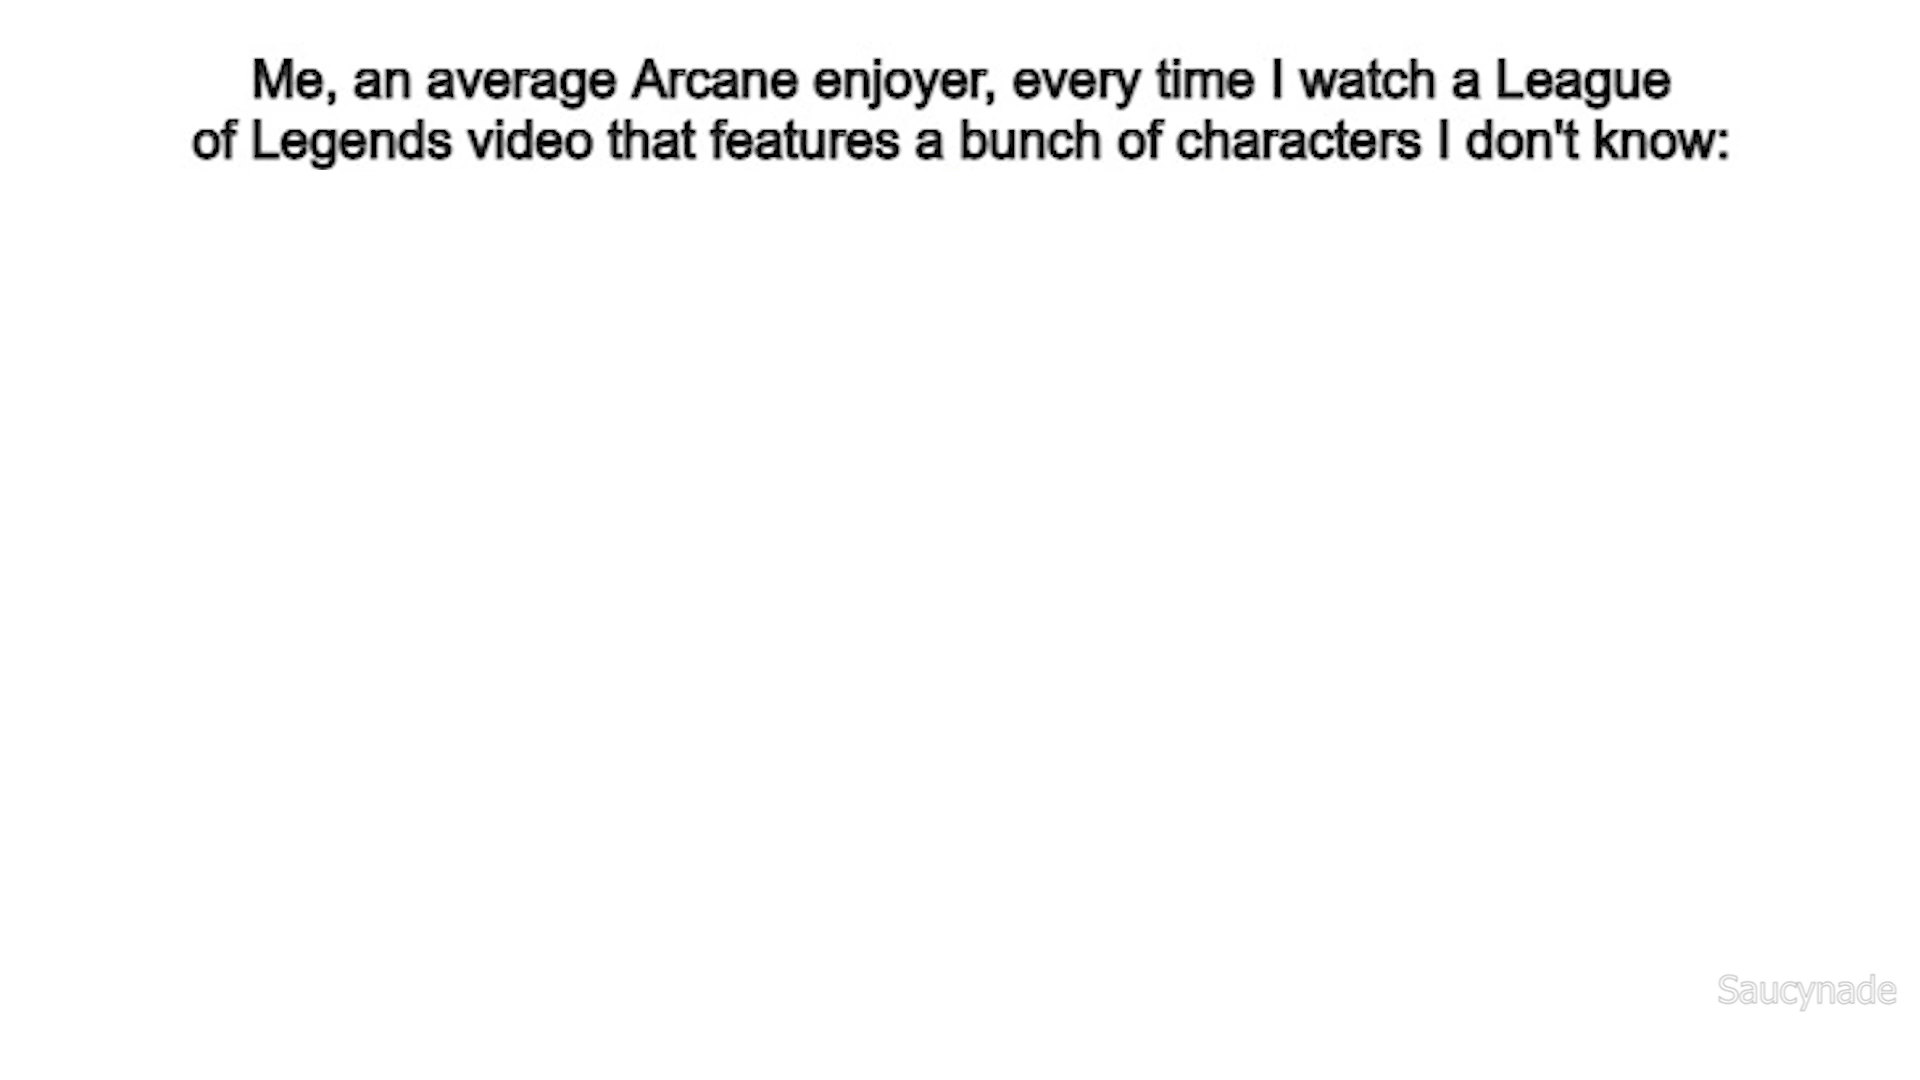 Me, an average Arcane enjoyer, every time I watch a League
of Legends video that features a bunch of characters I don't know:
Saucynade